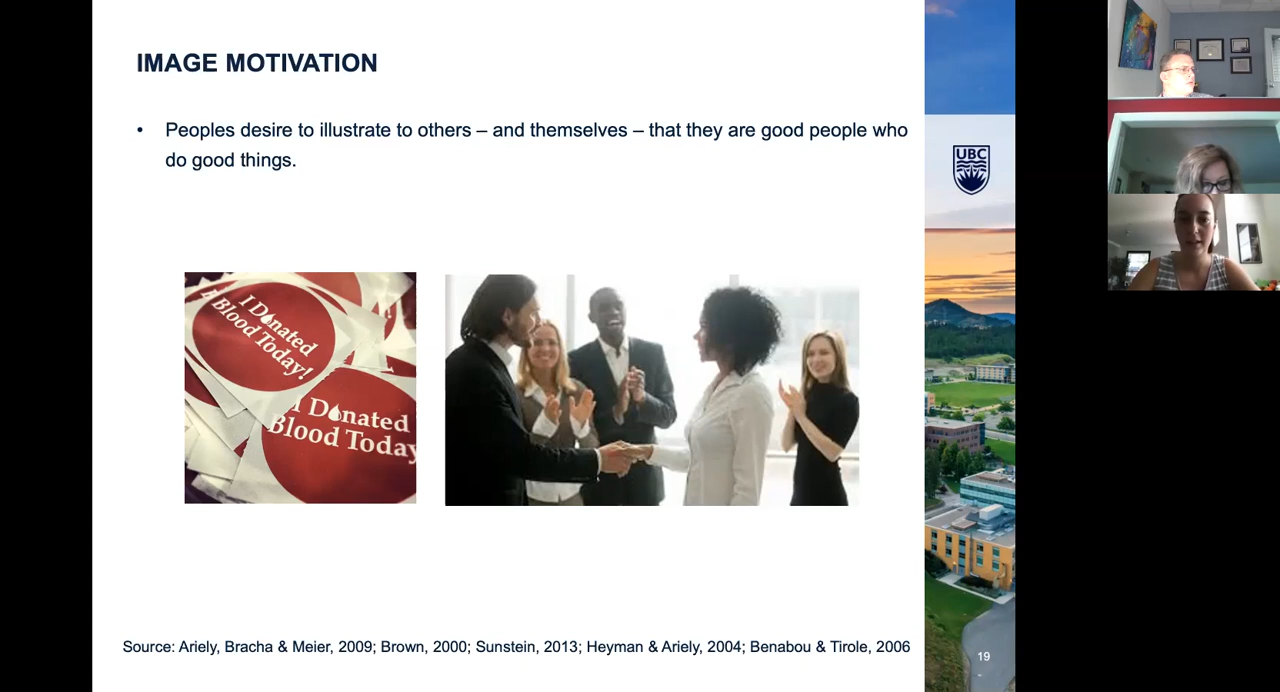 IMAGE MOTIVATION
• Peoples desire to illustrate to others – and themselves – that they are good people who
do good things.
UBC
I Donated
Blood Today!
I Donated
Blood Today
Source: Ariely, Bracha & Meier, 2009; Brown, 2000; Sunstein, 2013; Heyman & Ariely, 2004; Benabou & Tirole, 2006
19